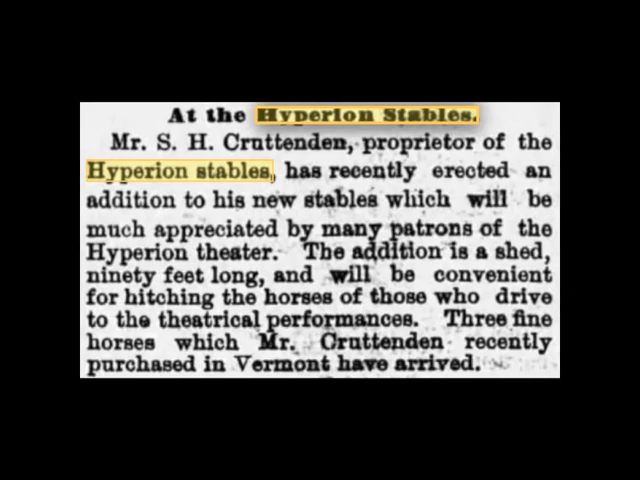 At the Hyperion Stables.
Mr. S. H. Cruttenden, proprietor of the
Hyperion stables, has recently erected an
addition to his new stables which will be
much appreciated by many patrons of the
Hyperion theater. The addition is a shed,
ninety feet long, and will be convenient
for hitching the horses of those who drive
to the theatrical performances. Three fine
horses which Mr. Cruttenden recently
purchased in Vermont have arrived.